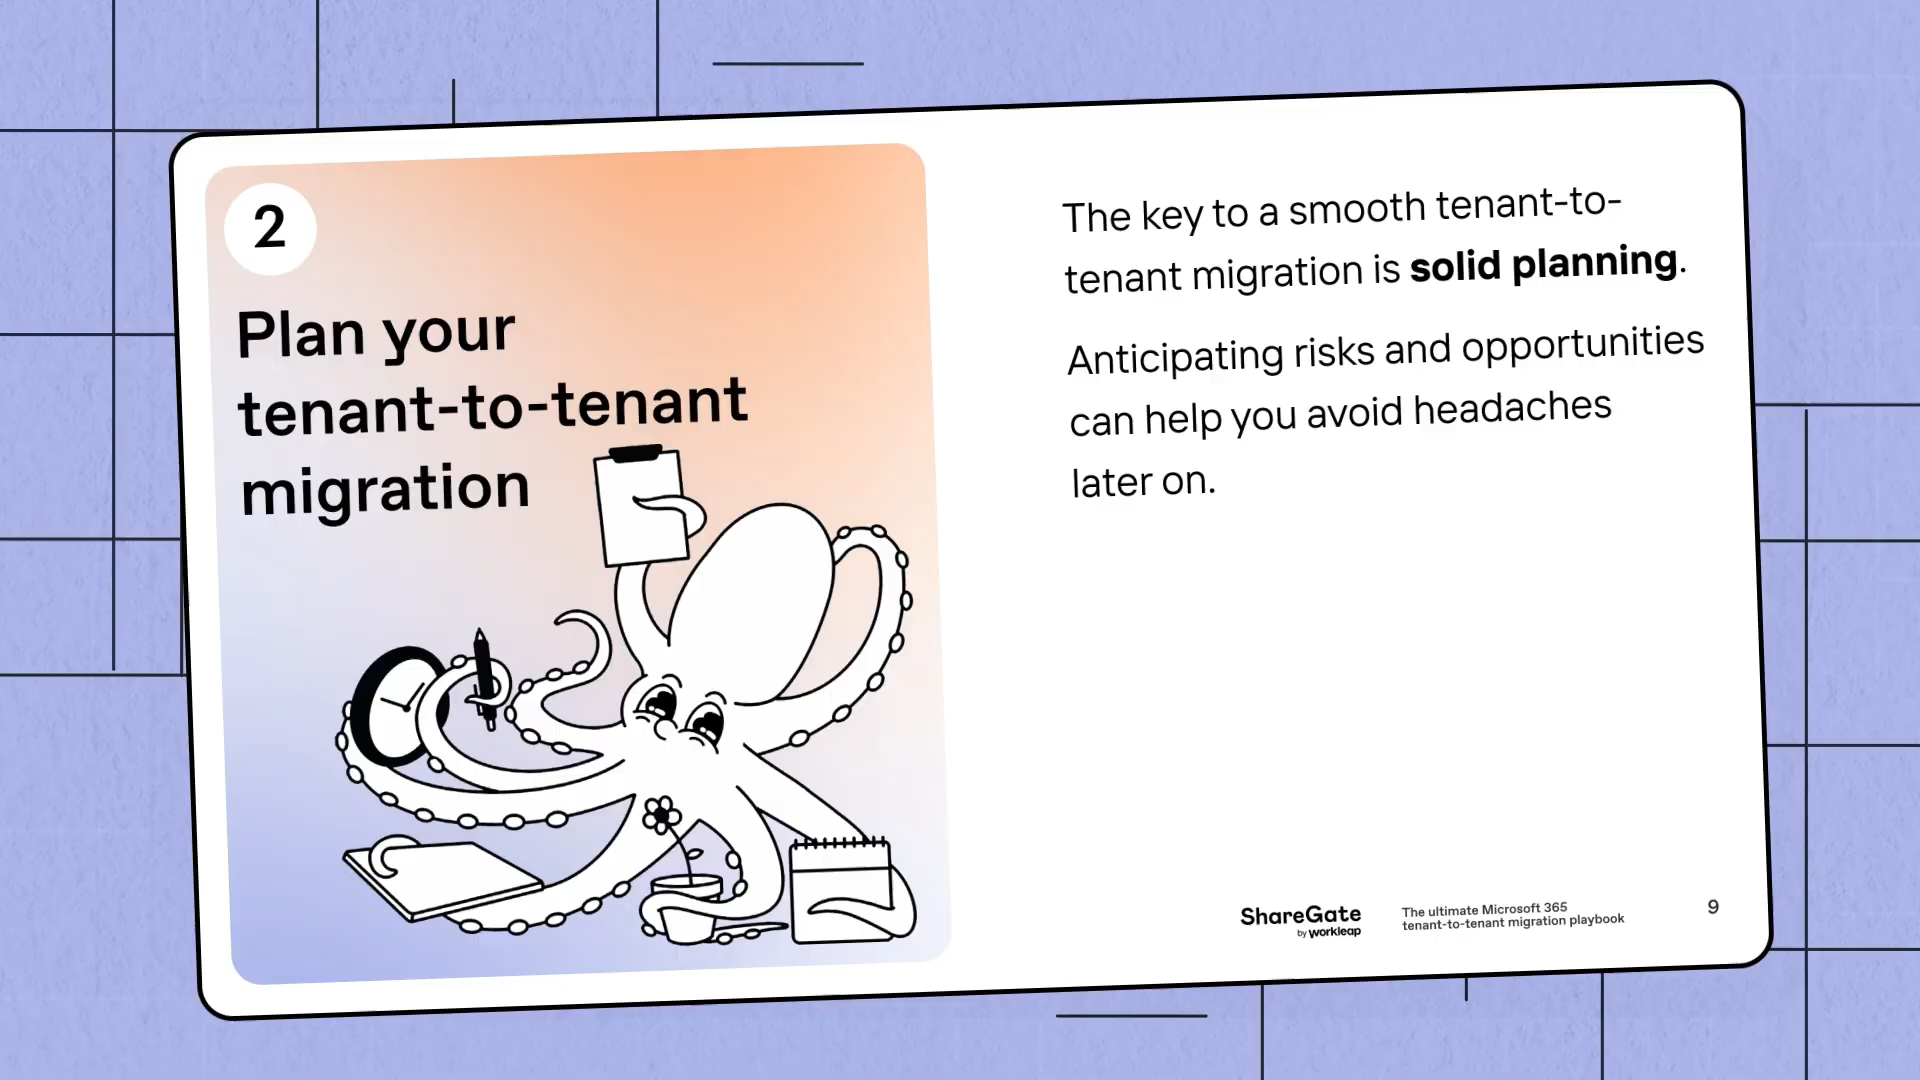 2
Plan your
tenant-to-tenant
migration
The key to a smooth tenant-to-
tenant migration is solid planning.
Anticipating risks and opportunities
can help you avoid headaches
later on.
ShareGate
by workleap
The ultimate Microsoft 365
tenant-to-tenant migration playbook
9